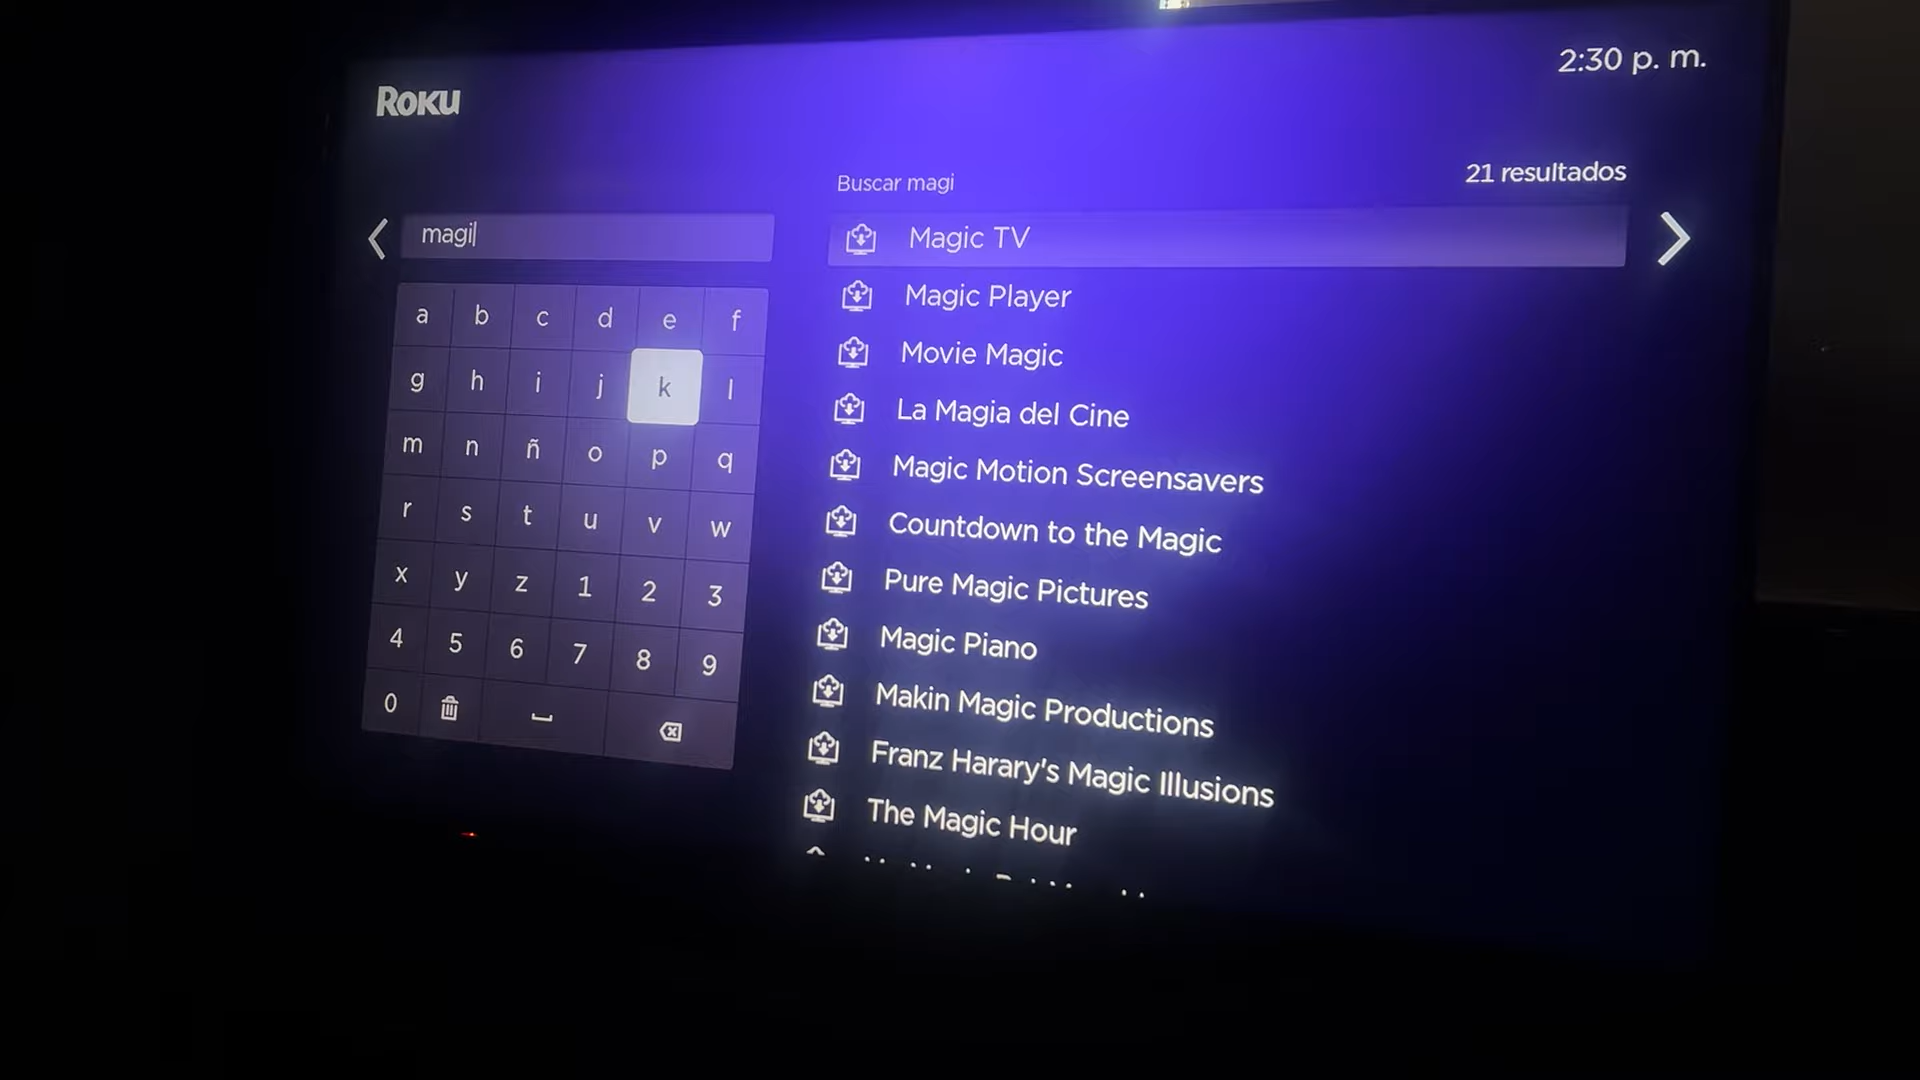 2:30 p. m.
Roku
Buscar magi
21 resultados
magi
Magic TV
a b c d e f
Magic Player
g h i j k l
Movie Magic
m n ñ o p q
La Magia del Cine
r s t u v w
Magic Motion Screensavers
x y z 1 2 3
Countdown to the Magic
4 5 6 7 8 9
Pure Magic Pictures
0
Magic Piano
Makin Magic Productions
Franz Harary's Magic Illusions
The Magic Hour